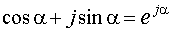 cos α + j sin α = e^{jα}